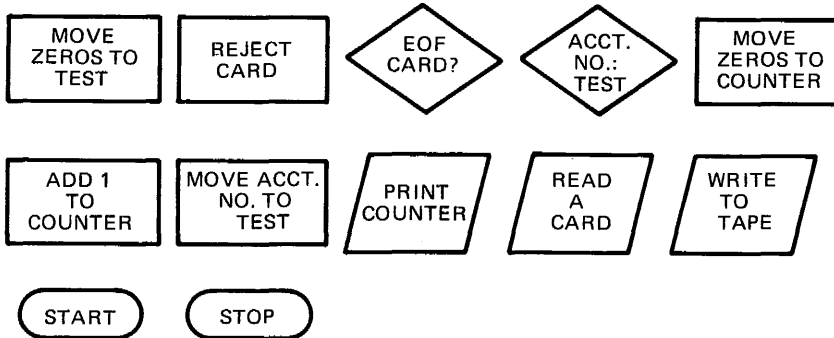 MOVE
ZEROS TO
TEST
REJECT
CARD
EOF
CARD?
ACCT.
NO.:
TEST
MOVE
ZEROS TO
COUNTER
ADD 1
TO
COUNTER
MOVE ACCT.
NO. TO
TEST
PRINT
COUNTER
READ
A
CARD
WRITE
TO
TAPE
START
STOP